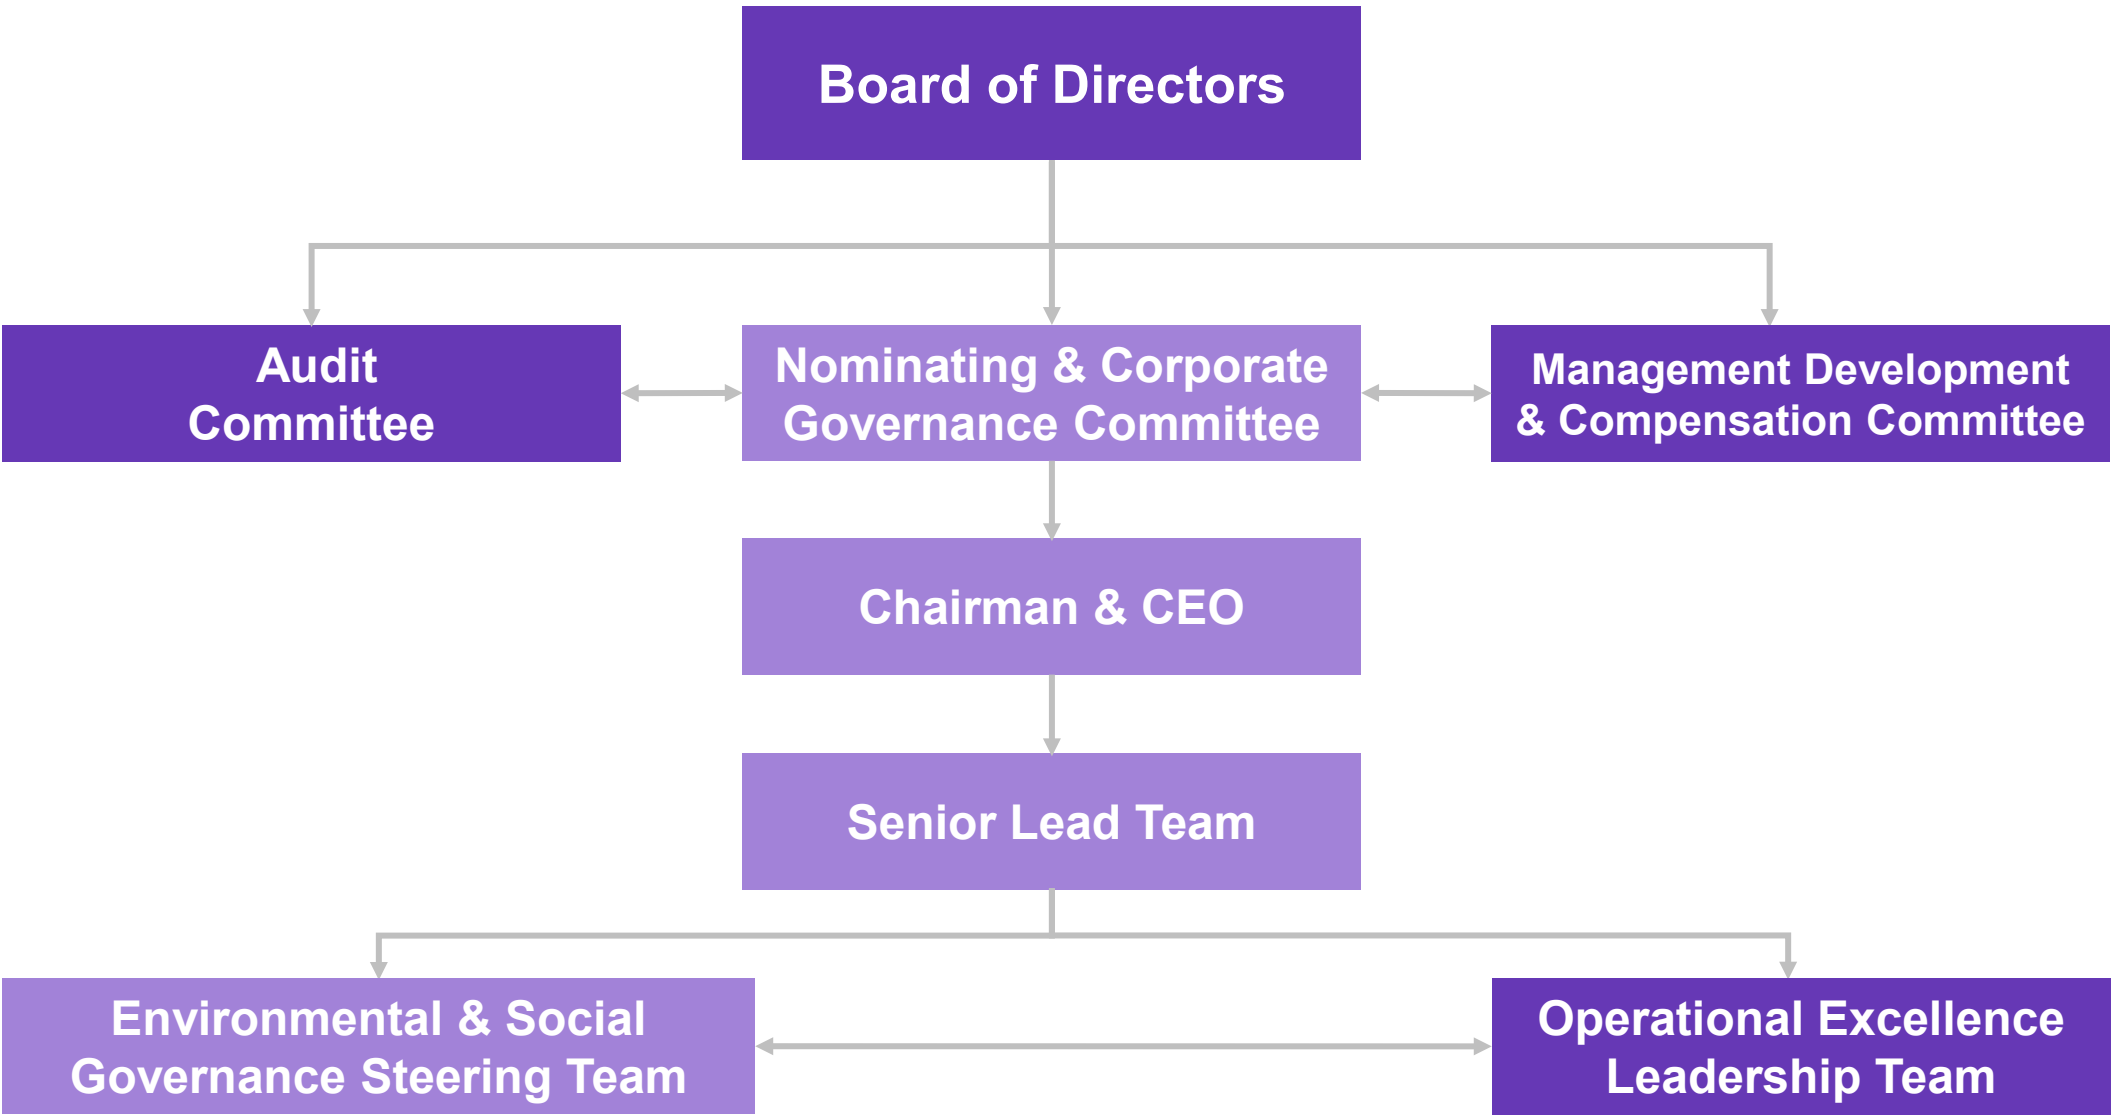 Board of Directors
Audit
Committee
Nominating & Corporate
Governance Committee
Management Development
& Compensation Committee
Chairman & CEO
Senior Lead Team
Environmental & Social
Governance Steering Team
Operational Excellence
Leadership Team